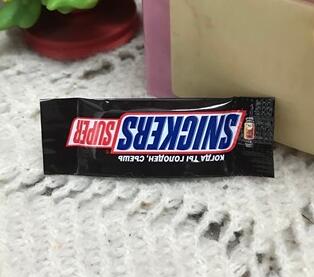 SNICKERS SUPER
КОГДА ТЫ ГОЛОДЕН, СЪЕШЬ